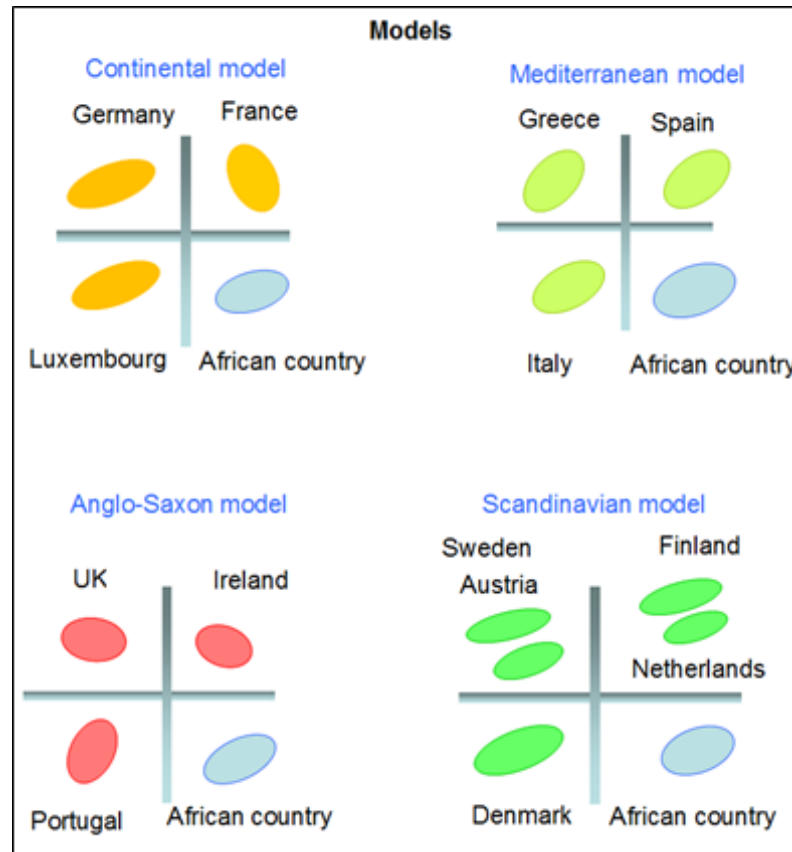 Models
Continental model
Germany
France
Luxembourg
African country
Mediterranean model
Greece
Spain
Italy
African country
Anglo-Saxon model
UK
Ireland
Portugal
African country
Scandinavian model
Sweden
Austria
Finland
Netherlands
Denmark
African country